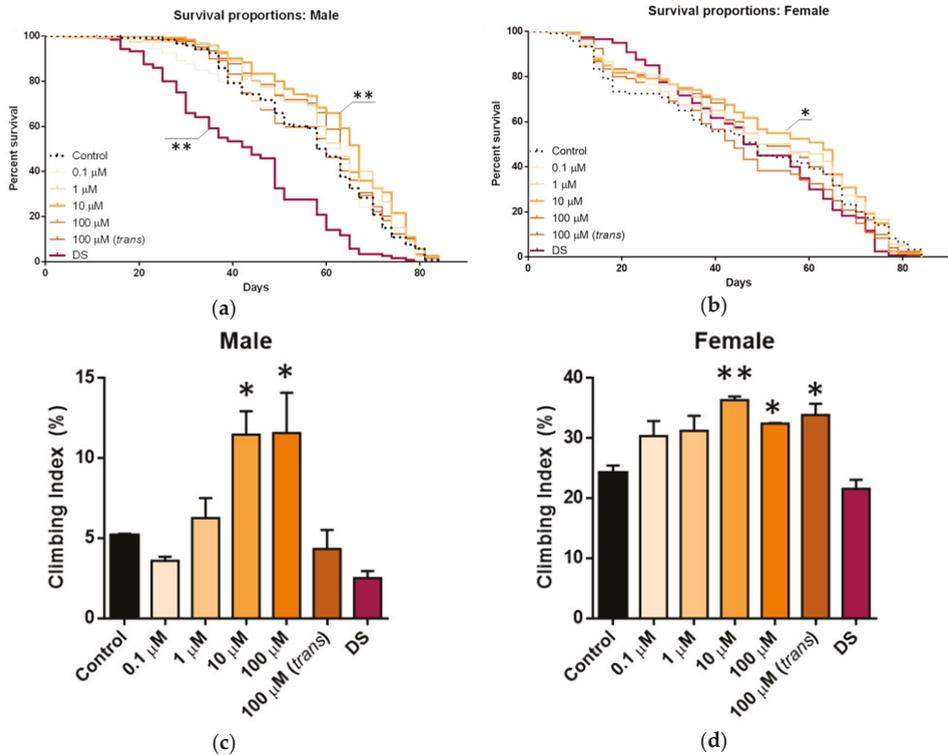 Survival proportions: Male
Percent survival
100
80
60
40
20
0
**
**
Control
0.1 μM
1 μM
10 μM
100 μM
100 μM (trans)
DS
0
20
40
60
80
Days
(a)
Survival proportions: Female
Percent survival
100
80
60
40
20
0
*
Control
0.1 μM
1 μM
10 μM
100 μM
100 μM (trans)
DS
0
20
40
60
80
Days
(b)
Male
Climbing Index (%)
15
10
5
0
*
*
Control
0.1 μM
1 μM
10 μM
100 μM
100 μM (trans)
DS
(c)
Female
Climbing Index (%)
40
30
20
10
0
**
*
*
Control
0.1 μM
1 μM
10 μM
100 μM
100 μM (trans)
DS
(d)